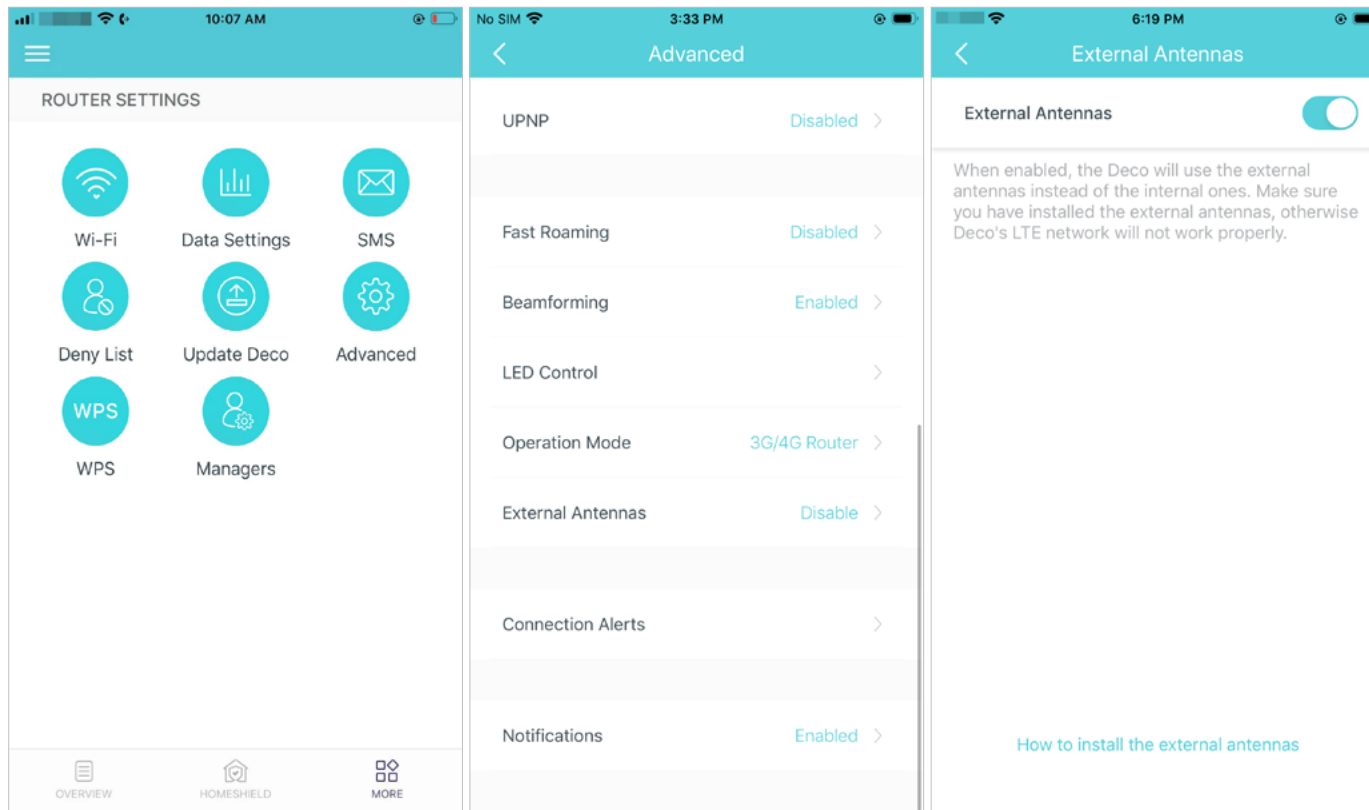 10:07 AM
ROUTER SETTINGS
Wi-Fi
Data Settings
SMS
Deny List
Update Deco
Advanced
WPS
WPS
Managers
OVERVIEW
HOMESHIELD
MORE
No SIM
3:33 PM
Advanced
UPNP Disabled
Fast Roaming Disabled
Beamforming Enabled
LED Control
Operation Mode 3G/4G Router
External Antennas Disable
Connection Alerts
Notifications Enabled
6:19 PM
External Antennas
External Antennas
When enabled, the Deco will use the external
antennas instead of the internal ones. Make sure
you have installed the external antennas, otherwise
Deco's LTE network will not work properly.
How to install the external antennas